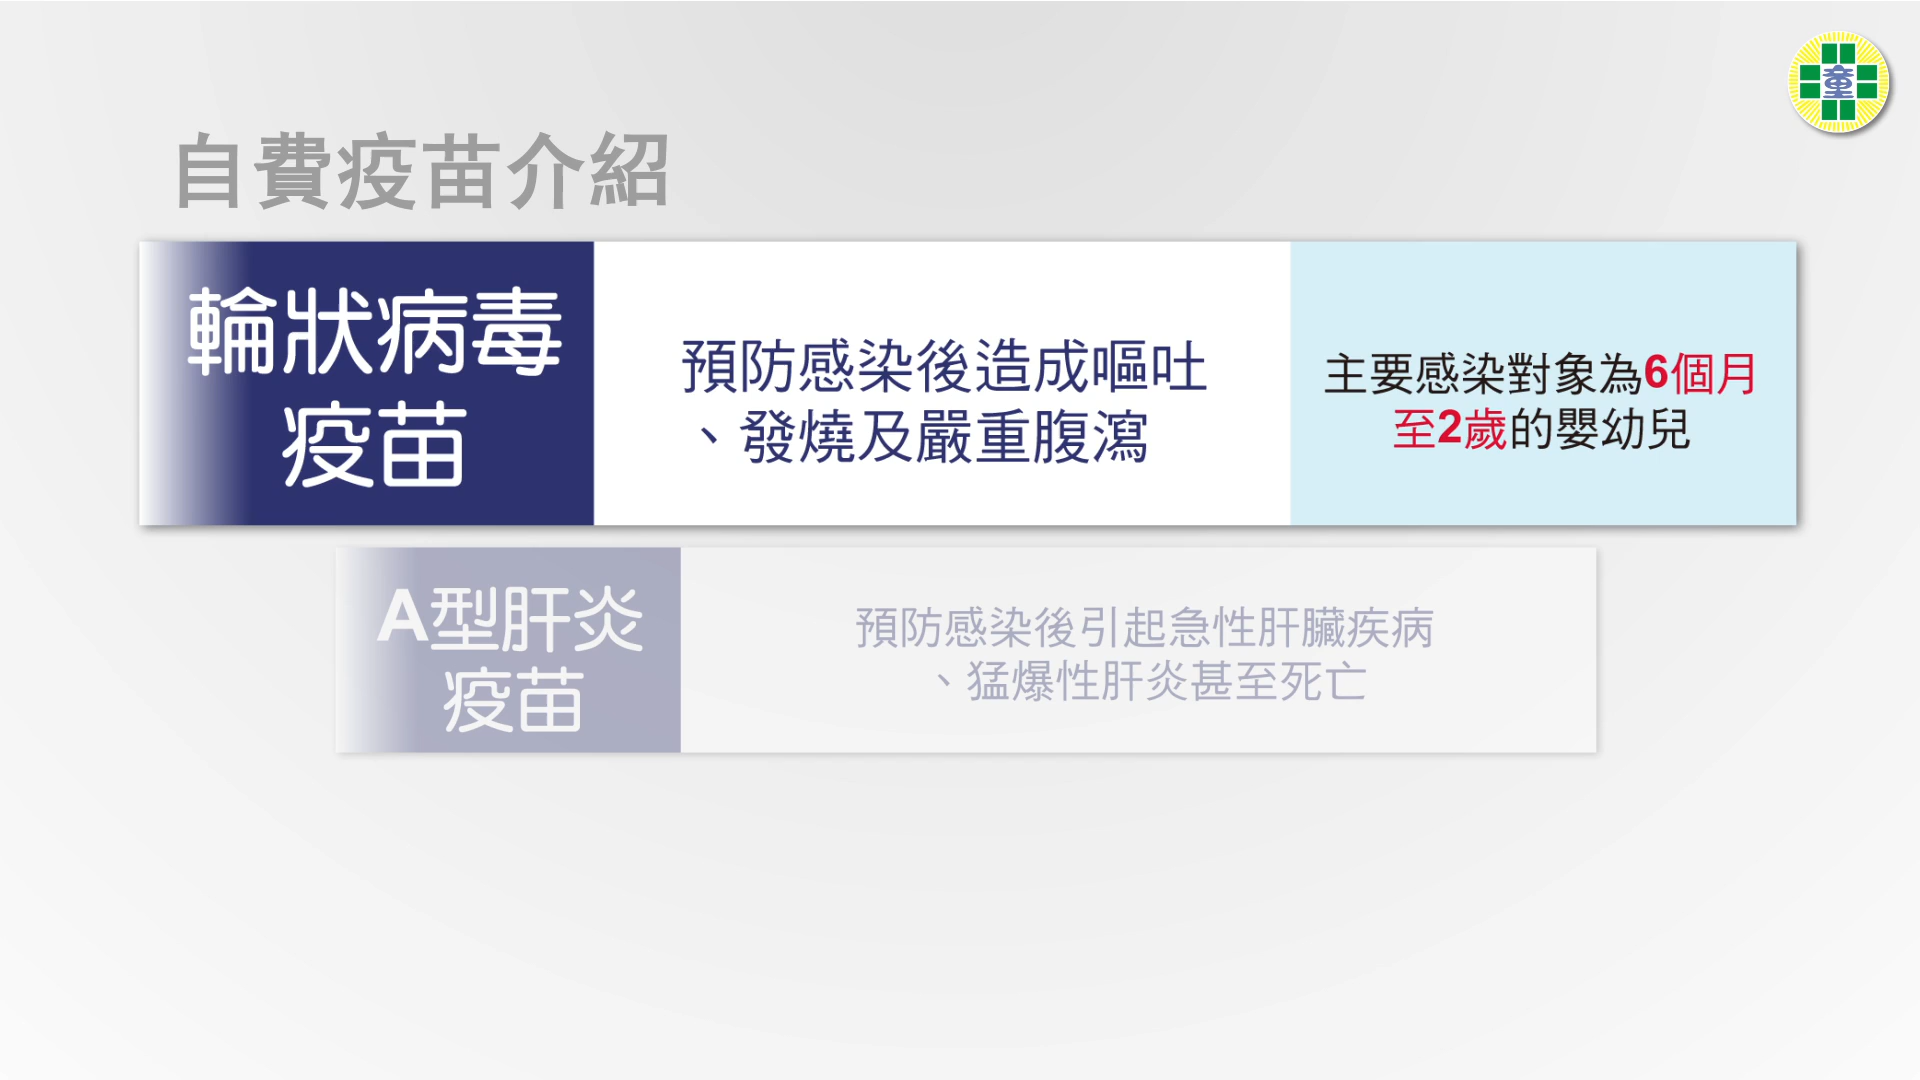 童
自費疫苗介紹
輪狀病毒
疫苗
預防感染後造成嘔吐
、發燒及嚴重腹瀉
主要感染對象為6個月
至2歲的嬰幼兒
A型肝炎
疫苗
預防感染後引起急性肝臟疾病
、猛爆性肝炎甚至死亡